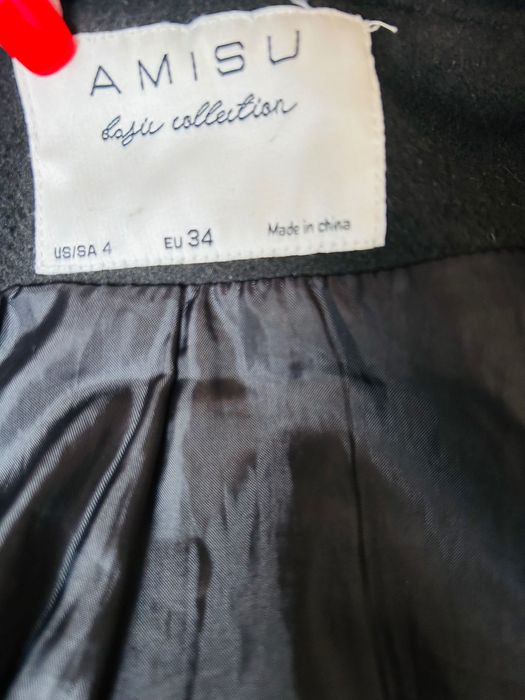 AMISU
basic collection
US/SA 4 EU 34 Made in china